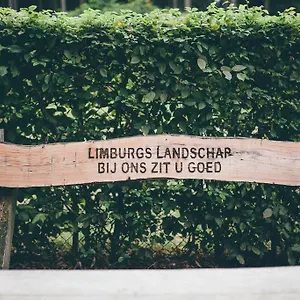 LIMBURGS LANDSCHAP
BIJ ONS ZIT U GOED